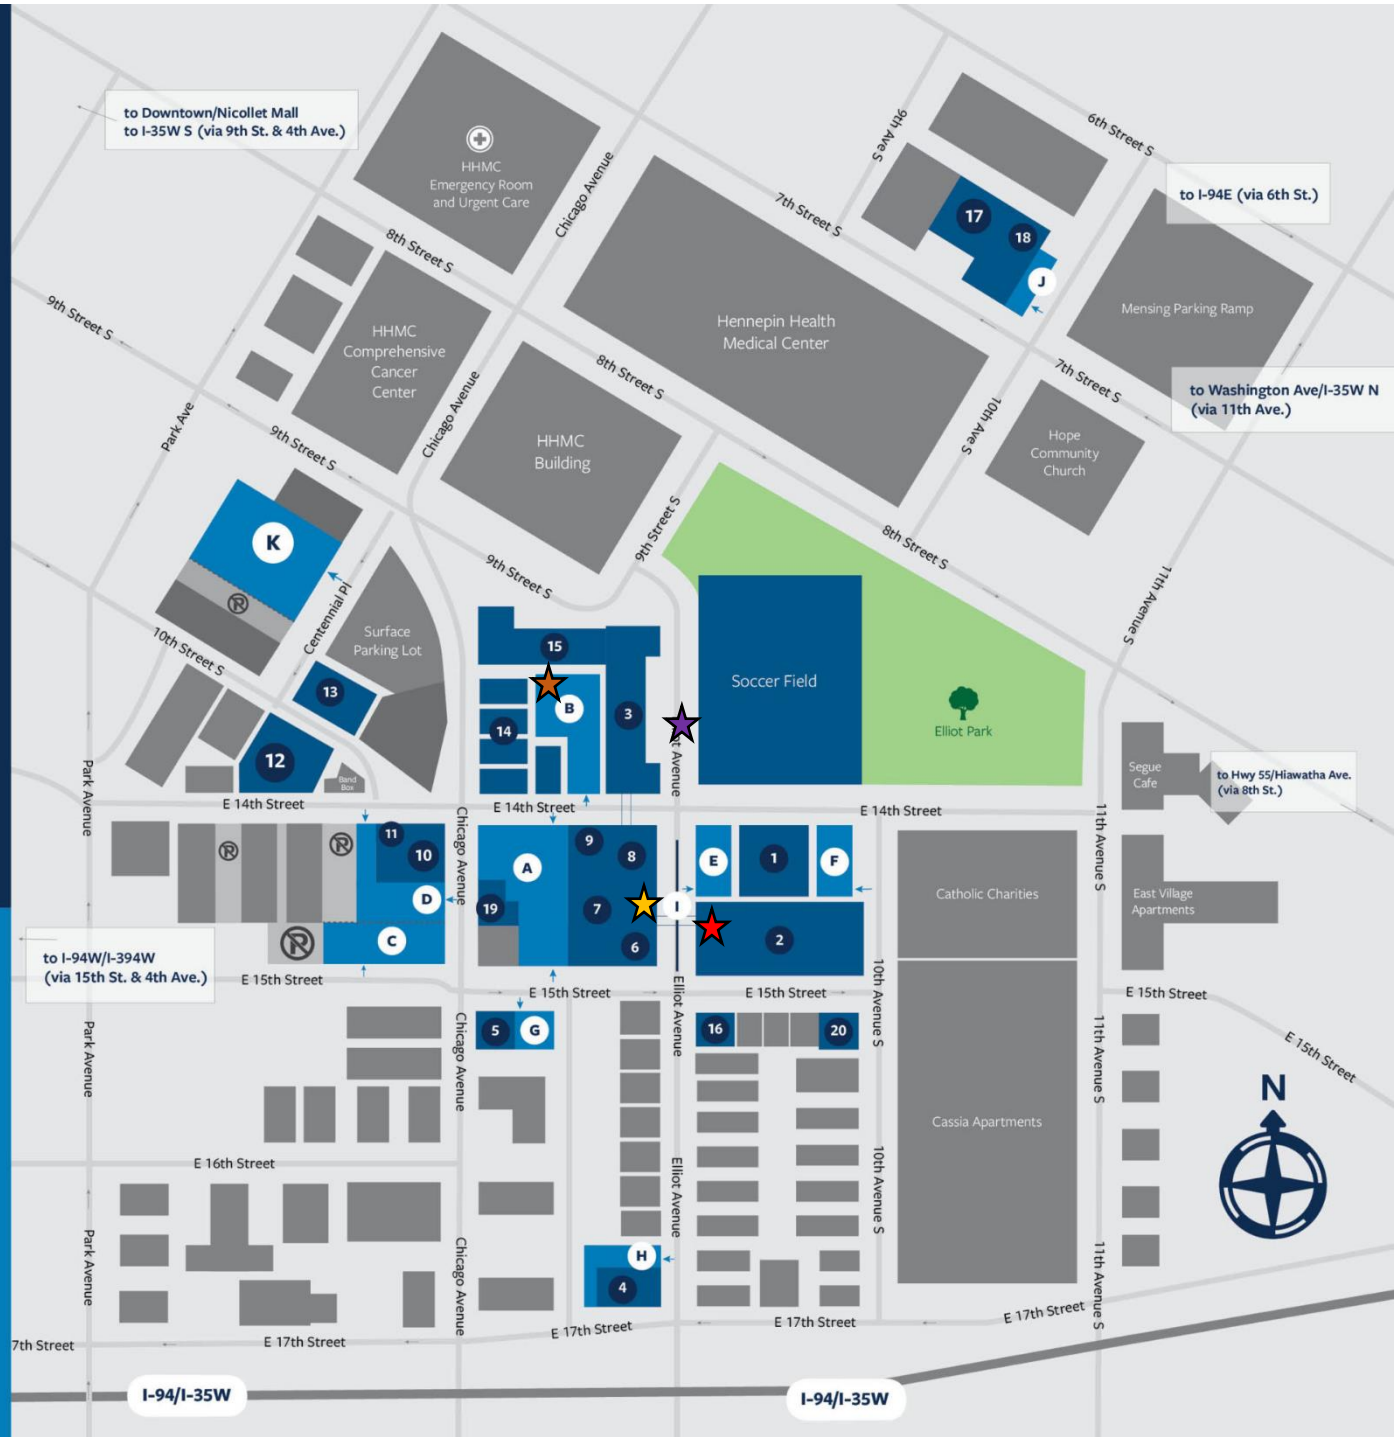 to Downtown/Nicollet Mall
to I-35W S (via 9th St. & 4th Ave.)
HHMC
Emergency Room
and Urgent Care
Chicago Avenue
9th Ave S
6th Street S
to I-94E (via 6th St.)
7th Street S
17
18
J
8th Street S
9th Street S
HHMC
Comprehensive
Cancer
Center
Hennepin Health
Medical Center
Mensing Parking Ramp
8th Street S
7th Street S
to Washington Ave/I-35W N
(via 11th Ave.)
Park Ave
Chicago Avenue
9th Street S
HHMC
Building
10th Ave S
Hope
Community
Church
K
9th Street S
9th Street S
8th Street S
11th Avenue S
Centennial Pl
10th Street S
Surface
Parking Lot
15
13
B
14
3
Soccer Field
Elliot Park
12
Band
Box
Segue
Cafe
to Hwy 55/Hiawatha Ave.
(via 8th St.)
Park Avenue
E 14th Street
Chicago Avenue
E 14th Street
Avenue
E 14th Street
11th Avenue S
11
10
D
C
A
9
8
19
7
6
I
E
1
F
2
Catholic Charities
East Village
Apartments
to I-94W/I-394W
(via 15th St. & 4th Ave.)
E 15th Street
E 15th Street
Elliot Avenue
E 15th Street
10th Avenue S
E 15th Street
E 15th Street
5
G
16
20
Park Avenue
Chicago Avenue
11th Avenue S
N
Cassia Apartments
E 16th Street
Elliot Avenue
10th Avenue S
Park Avenue
Chicago Avenue
H
4
11th Avenue S
7th Street
E 17th Street
E 17th Street
E 17th Street
E 17th Street
I-94/I-35W
I-94/I-35W